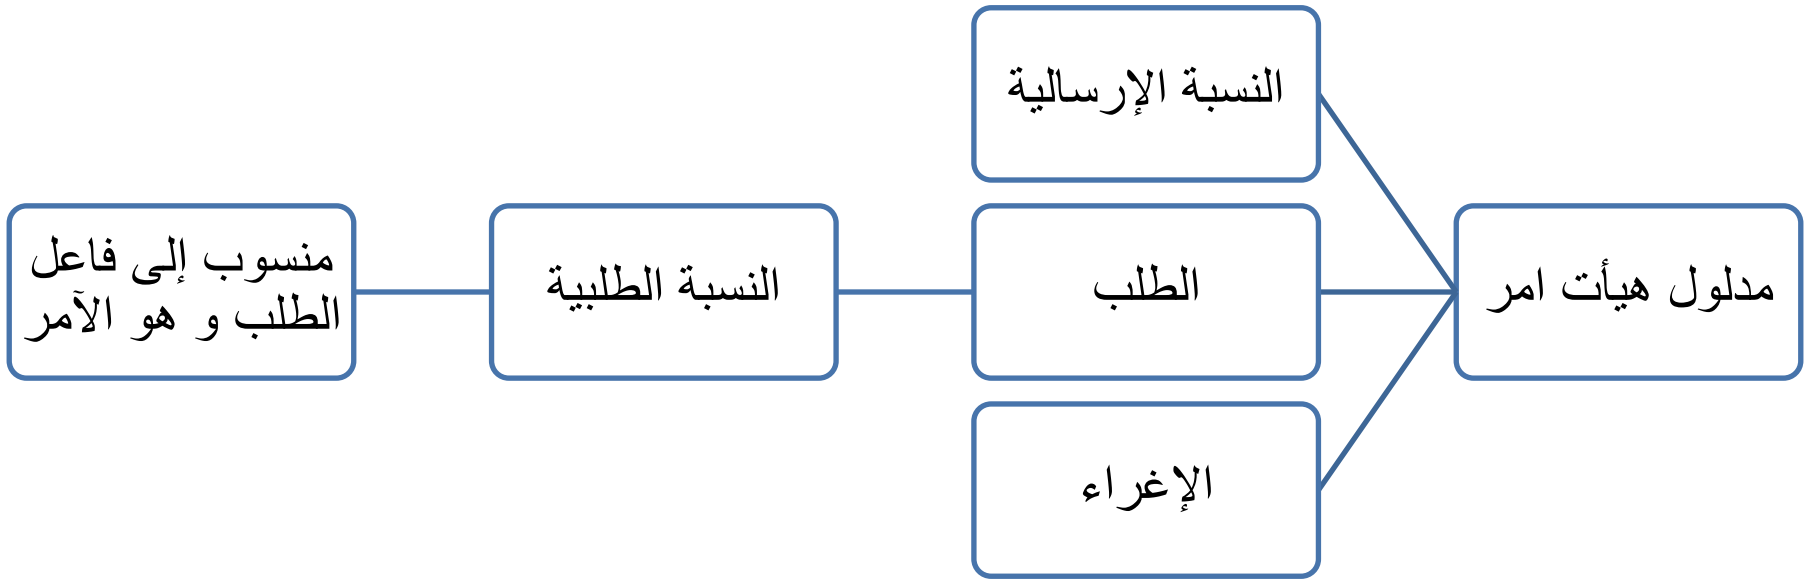 مدلول هيأت امر
النسبة الإرسالية
الطلب
النسبة الطلبية
منسوب إلى فاعل
الطلب و هو الآمر
الإغراء